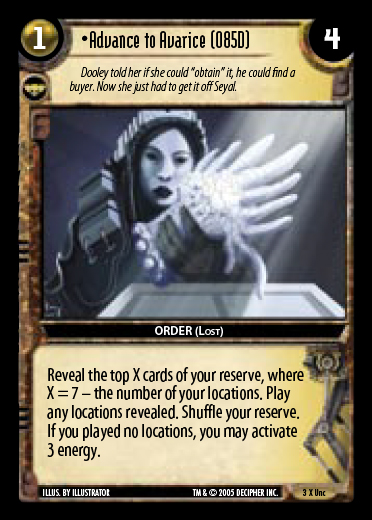 1
•Advance to Avarice (085D)
4
Dooley told her if she could "obtain" it, he could find a
buyer. Now she just had to get it off Seyal.
ORDER (LOST)
Reveal the top X cards of your reserve, where
X = 7 – the number of your locations. Play
any locations revealed. Shuffle your reserve.
If you played no locations, you may activate
3 energy.
ILLUS. BY ILLUSTRATOR
TM & © 2005 DECIPHER INC.
3 X Unc